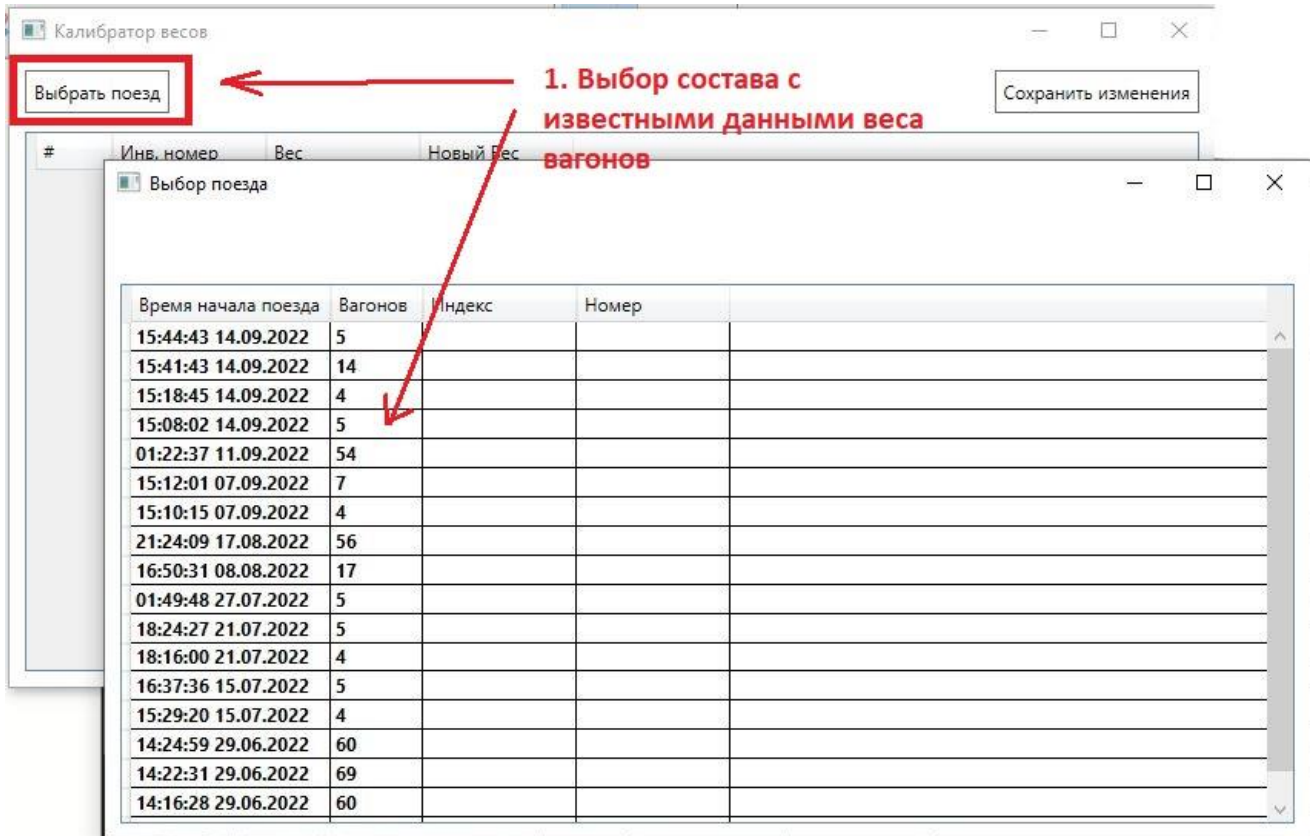 Калибратор весов
Выбрать поезд
1. Выбор состава с
известными данными веса
вагонов
Сохранить изменения
# Инв. номер Вес Новый Вес
Выбор поезда
Время начала поезда Вагонов Индекс Номер
15:44:43 14.09.2022 5
15:41:43 14.09.2022 14
15:18:45 14.09.2022 4
15:08:02 14.09.2022 5
01:22:37 11.09.2022 54
15:12:01 07.09.2022 7
15:10:15 07.09.2022 4
21:24:09 17.08.2022 56
16:50:31 08.08.2022 17
01:49:48 27.07.2022 5
18:24:27 21.07.2022 5
18:16:00 21.07.2022 4
16:37:36 15.07.2022 5
15:29:20 15.07.2022 4
14:24:59 29.06.2022 60
14:22:31 29.06.2022 69
14:16:28 29.06.2022 60